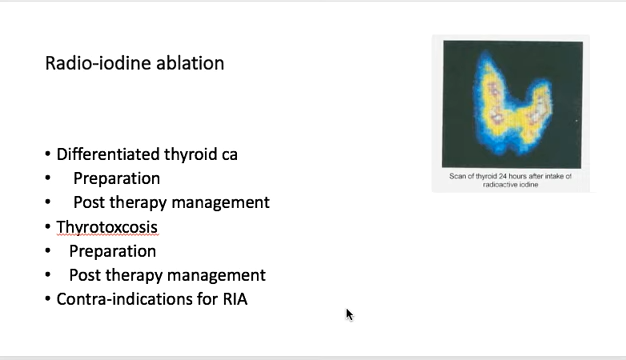 Radio-iodine ablation
• Differentiated thyroid ca
• Preparation
• Post therapy management
• Thyrotoxcosis
• Preparation
• Post therapy management
• Contra-indications for RIA
Scan of thyroid 24 hours after intake of
radioactive iodine